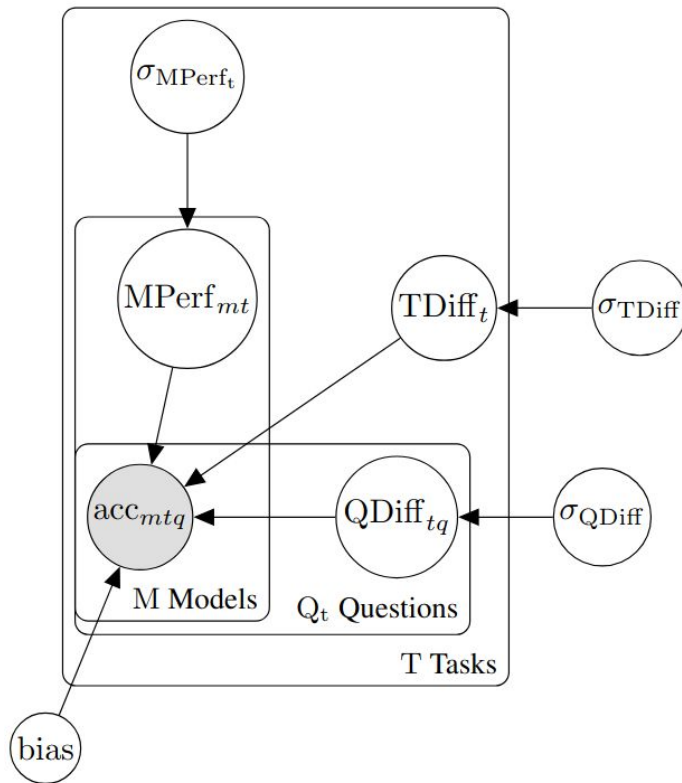 σ_MPerf_t
MPerf_mt
TDiff_t
σ_TDiff
acc_mtq
QDiff_tq
σ_QDiff
M Models
Q_t Questions
T Tasks
bias